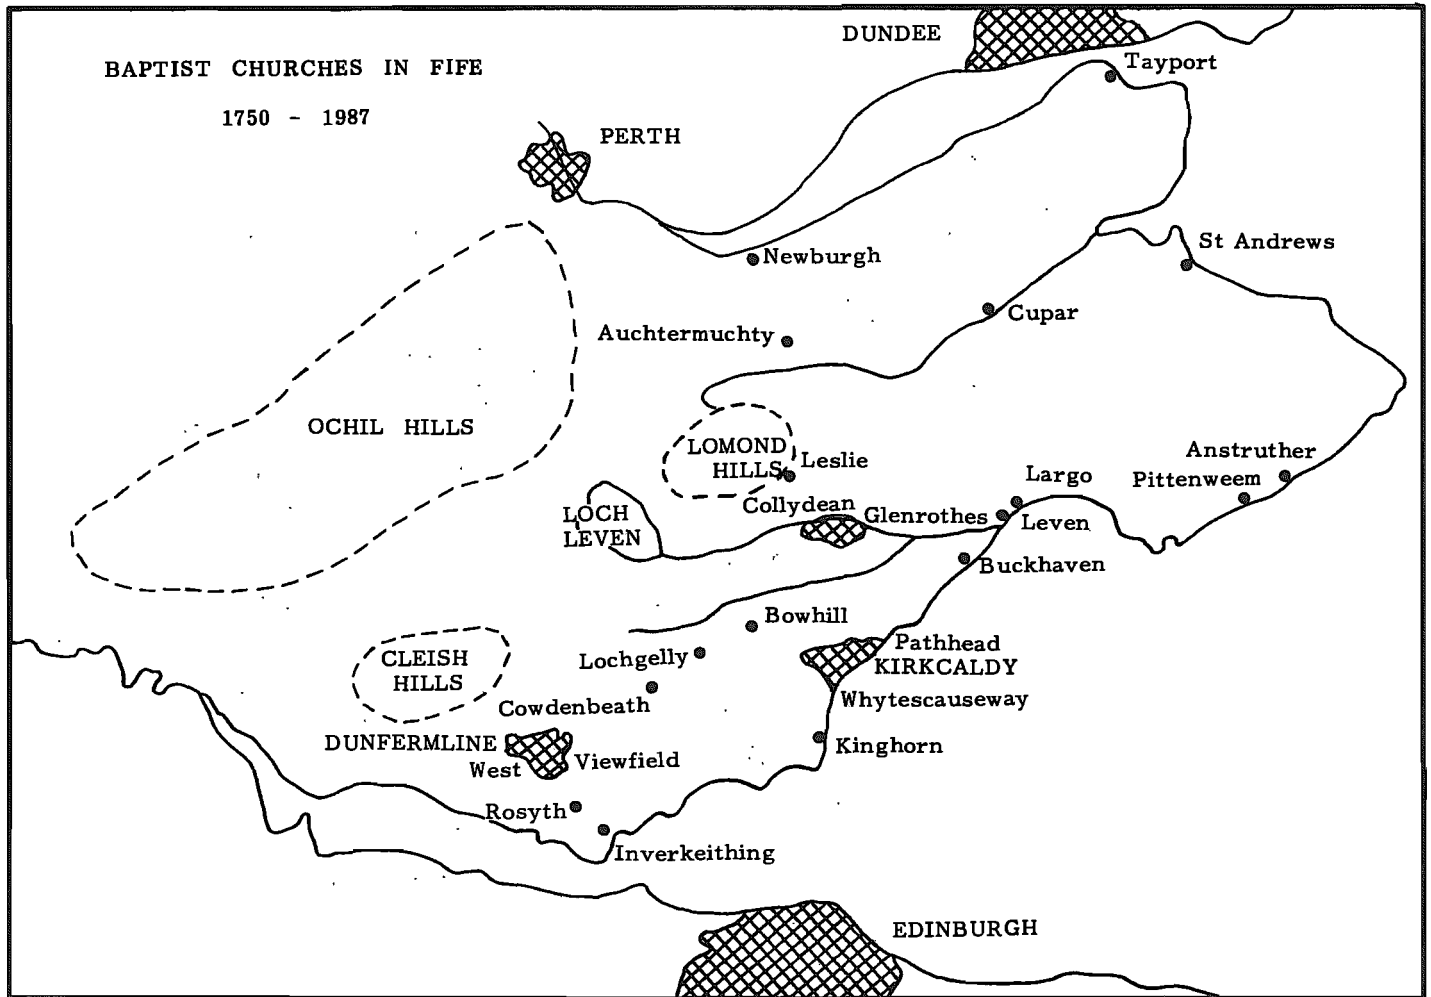 DUNDEE
BAPTIST CHURCHES IN FIFE
1750 - 1987
Tayport
PERTH
St Andrews
Newburgh
Cupar
Auchtermuchty
OCHIL HILLS
LOMOND
HILLS
Leslie
Anstruther
Pittenweem
Largo
Collydean
Glenrothes
Leven
LOCH
LEVEN
Buckhaven
Bowhill
Pathhead
KIRKCALDY
Lochgelly
CLEISH
HILLS
Whytescauseway
Cowdenbeath
DUNFERMLINE
Kinghorn
West
Viewfield
Rosyth
Inverkeithing
EDINBURGH